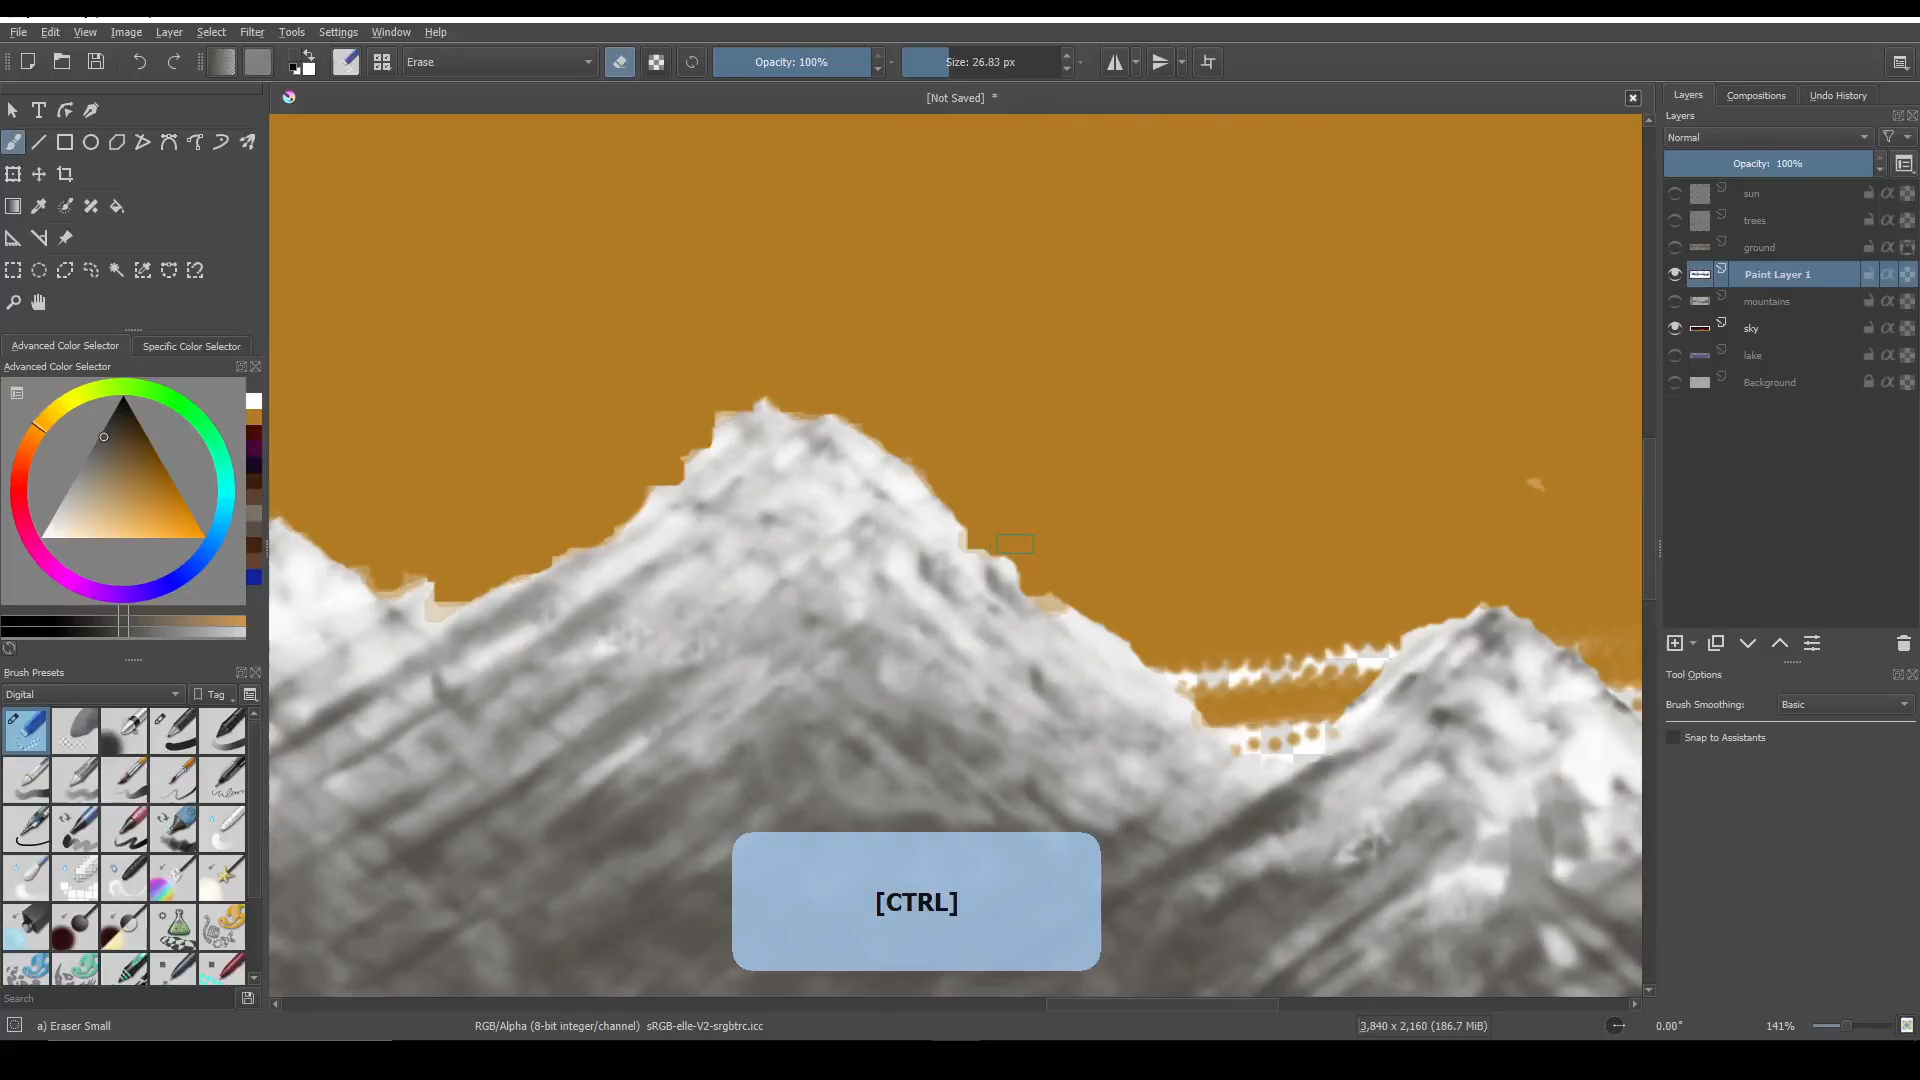 File Edit View Image Layer Select Filter Tools Settings Window Help
Erase
Opacity: 100%
Size: 26.83 px
[Not Saved] *
Layers
Compositions
Undo History
Layers
Normal
Opacity: 100%
sun
trees
ground
Paint Layer 1
mountains
sky
lake
Background
Tool Options
Brush Smoothing:
Basic
Snap to Assistants
Advanced Color Selector
Specific Color Selector
Advanced Color Selector
Brush Presets
Digital
Tag
Search
[CTRL]
a) Eraser Small
RGB/Alpha (8-bit integer/channel) sRGB-elle-V2-srgbtrc.icc
3,840 x 2,160 (186.7 MiB)
0.00°
141%